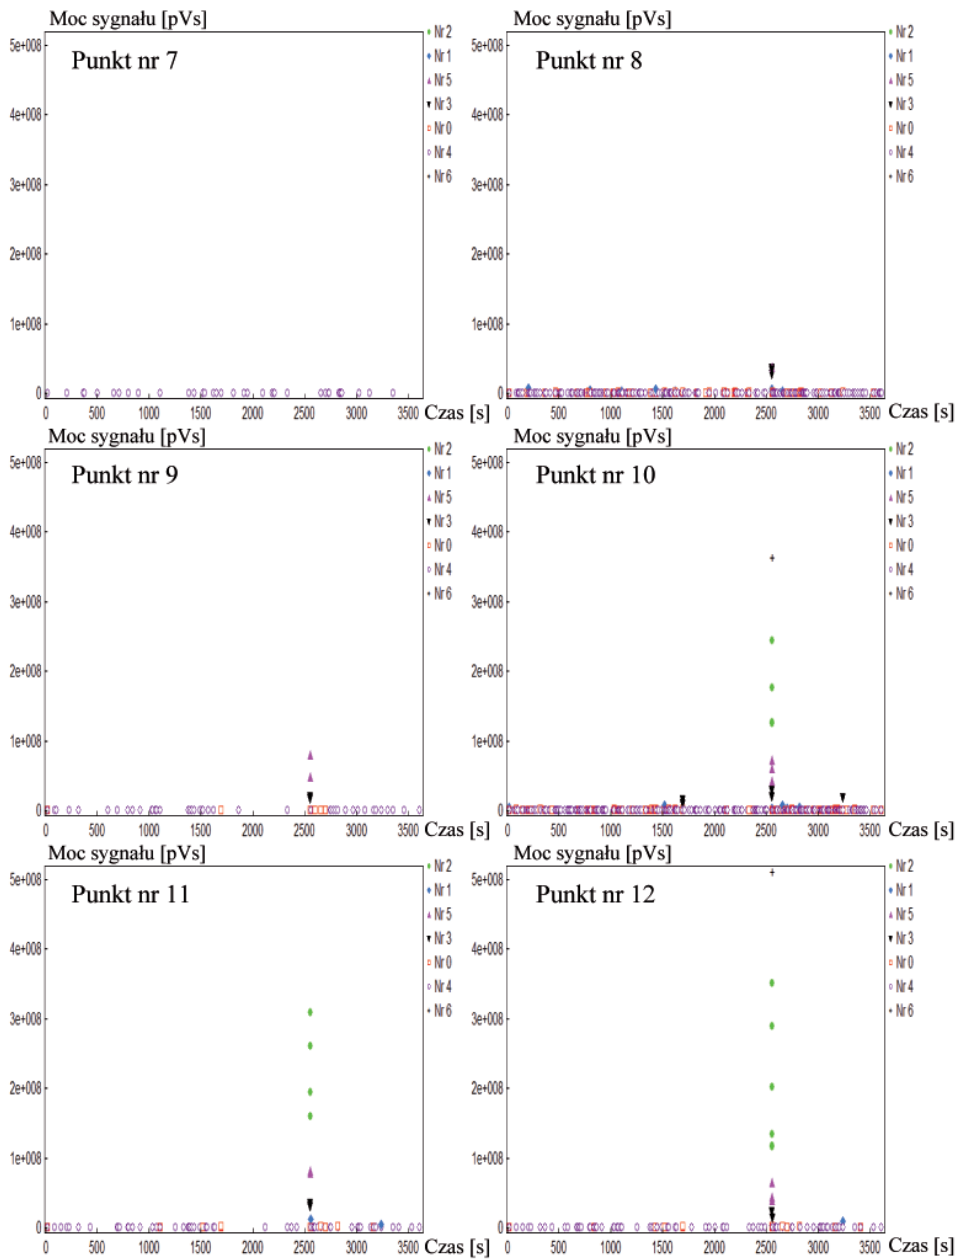 Moc sygnału [pVs]
Punkt nr 7
5e+008
4e+008
3e+008
2e+008
1e+008
0
0 500 1000 1500 2000 2500 3000 3500 Czas [s]
Nr 2
Nr 1
Nr 5
Nr 3
Nr 0
Nr 4
Nr 6
Moc sygnału [pVs]
Punkt nr 8
5e+008
4e+008
3e+008
2e+008
1e+008
0
0 500 1000 1500 2000 2500 3000 3500 Czas [s]
Nr 2
Nr 1
Nr 5
Nr 3
Nr 0
Nr 4
Nr 6
Moc sygnału [pVs]
Punkt nr 9
5e+008
4e+008
3e+008
2e+008
1e+008
0
0 500 1000 1500 2000 2500 3000 3500 Czas [s]
Nr 2
Nr 1
Nr 5
Nr 3
Nr 0
Nr 4
Nr 6
Moc sygnału [pVs]
Punkt nr 10
5e+008
4e+008
3e+008
2e+008
1e+008
0
0 500 1000 1500 2000 2500 3000 3500 Czas [s]
Nr 2
Nr 1
Nr 5
Nr 3
Nr 0
Nr 4
Nr 6
Moc sygnału [pVs]
Punkt nr 11
5e+008
4e+008
3e+008
2e+008
1e+008
0
0 500 1000 1500 2000 2500 3000 3500 Czas [s]
Nr 2
Nr 1
Nr 5
Nr 3
Nr 0
Nr 4
Nr 6
Moc sygnału [pVs]
Punkt nr 12
5e+008
4e+008
3e+008
2e+008
1e+008
0
0 500 1000 1500 2000 2500 3000 3500 Czas [s]
Nr 2
Nr 1
Nr 5
Nr 3
Nr 0
Nr 4
Nr 6